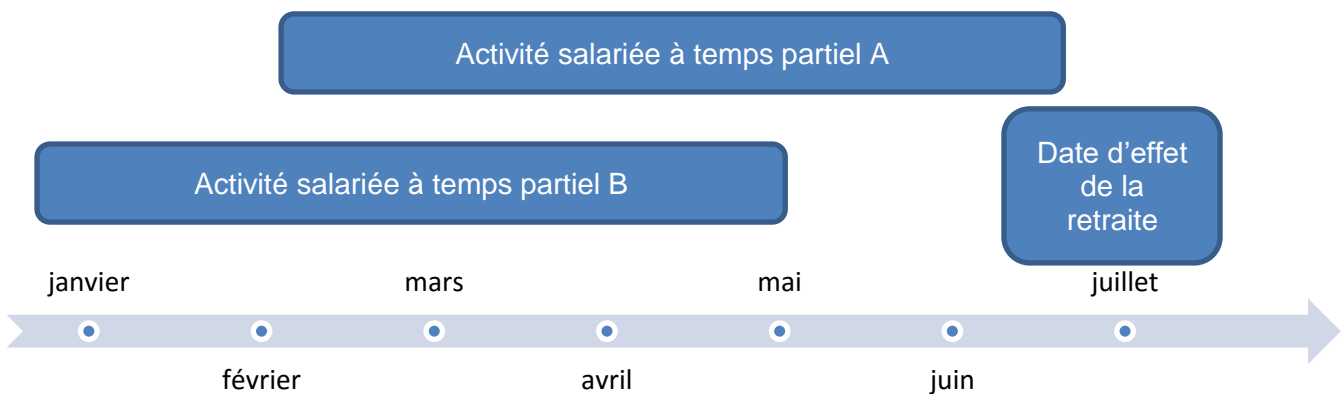 Activité salariée à temps partiel A
Activité salariée à temps partiel B
Date d’effet
de la
retraite
janvier
mars
mai
juillet
février
avril
juin